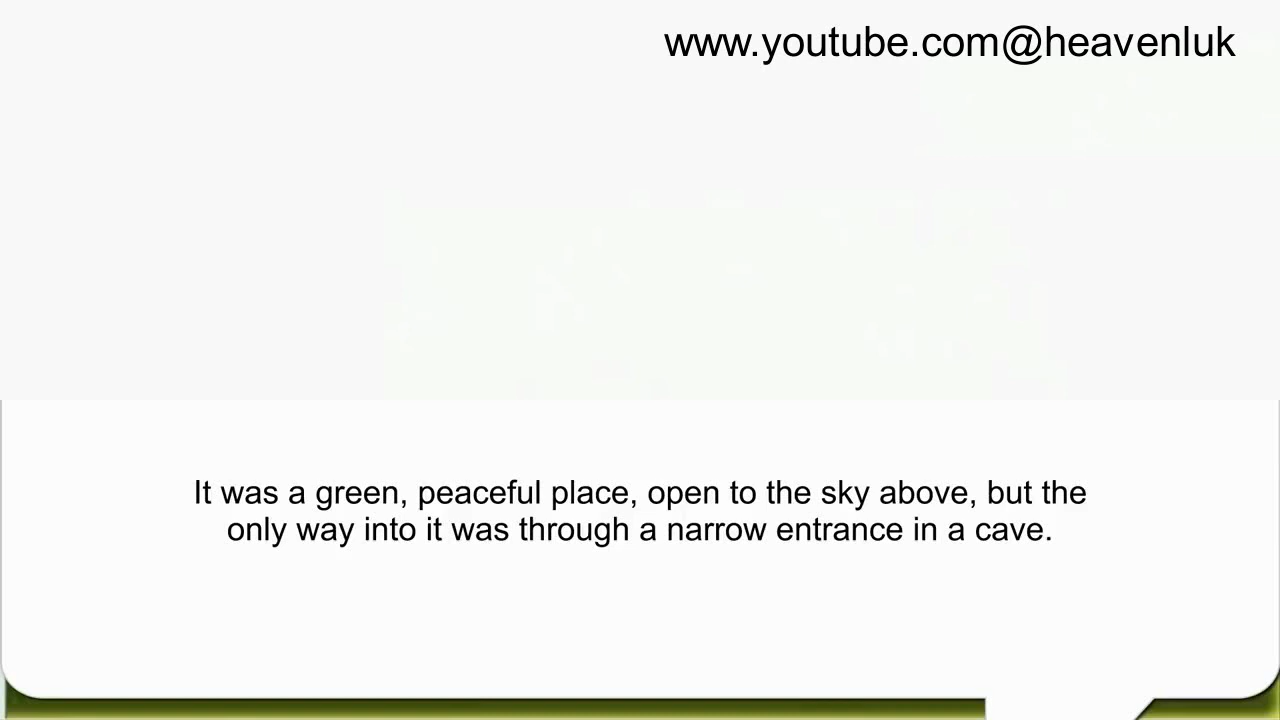 www.youtube.com@heavenluk
It was a green, peaceful place, open to the sky above, but the
only way into it was through a narrow entrance in a cave.